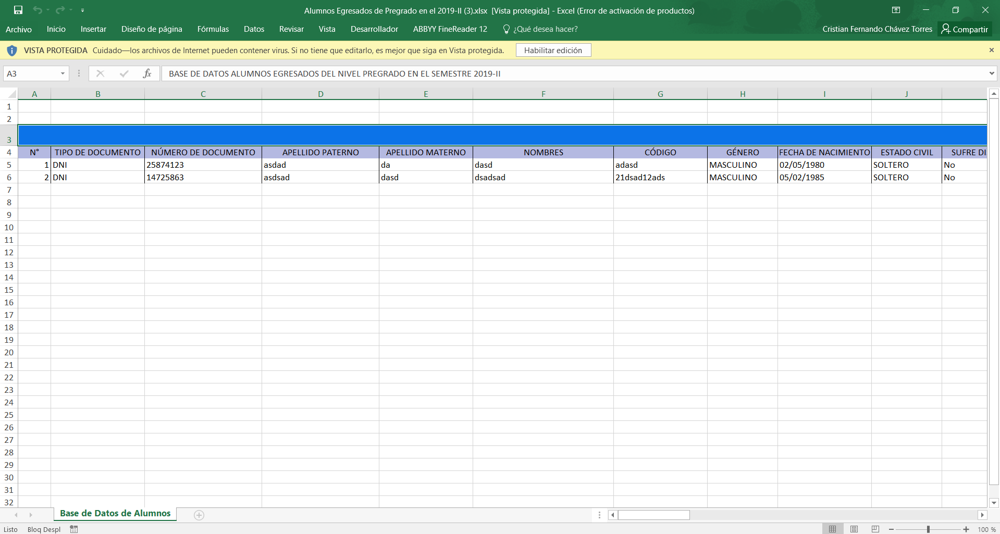 Alumnos Egresados de Pregrado en el 2019-II (3).xlsx [Vista protegida] - Excel (Error de activación de productos)
Archivo Inicio Insertar Diseño de página Fórmulas Datos Revisar Vista Desarrollador ABBYY FineReader 12 ¿Qué desea hacer? Cristian Fernando Chávez Torres Compartir
VISTA PROTEGIDA Cuidado—los archivos de Internet pueden contener virus. Si no tiene que editarlo, es mejor que siga en Vista protegida. Habilitar edición
A3 fx BASE DE DATOS ALUMNOS EGRESADOS DEL NIVEL PREGRADO EN EL SEMESTRE 2019-II
A B C D E F G H I J
1
2
3
4 N° TIPO DE DOCUMENTO NÚMERO DE DOCUMENTO APELLIDO PATERNO APELLIDO MATERNO NOMBRES CÓDIGO GÉNERO FECHA DE NACIMIENTO ESTADO CIVIL SUFRE DI
5 1 DNI 25874123 asdad da dasd adasd MASCULINO 02/05/1980 SOLTERO No
6 2 DNI 14725863 asdsad dasd dsadsad 21dsad12ads MASCULINO 05/02/1985 SOLTERO No
7
8
9
10
11
12
13
14
15
16
17
18
19
20
21
22
23
24
25
26
27
28
29
30
31
32
Base de Datos de Alumnos
Listo Bloq Despl 100 %